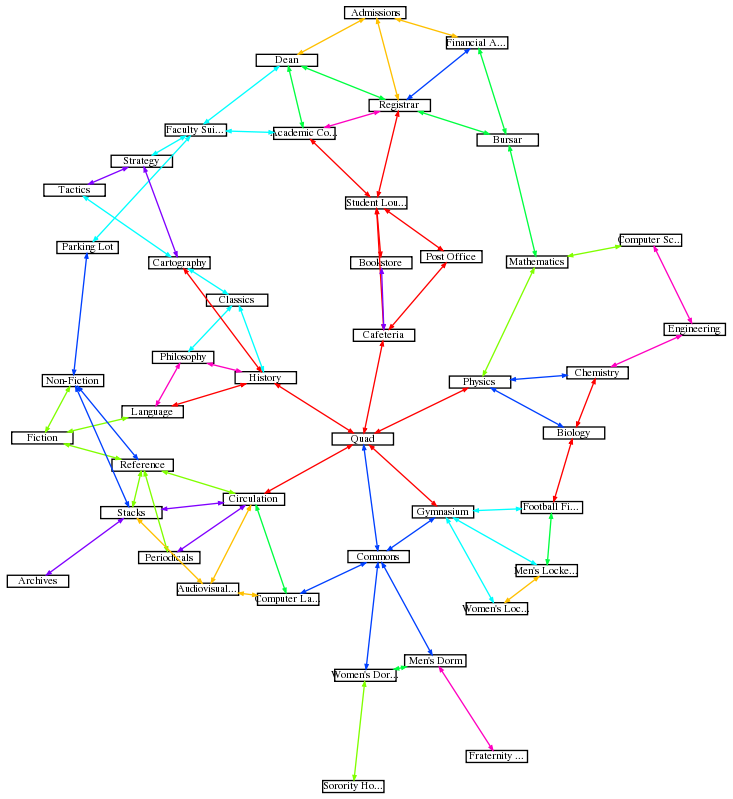 Admissions
Financial A...
Dean
Registrar
Faculty Sui...
Academic Co...
Bursar
Strategy
Tactics
Student Lou...
Parking Lot
Computer Sc...
Cartography
Bookstore
Post Office
Mathematics
Classics
Engineering
Cafeteria
Philosophy
History
Non-Fiction
Physics
Chemistry
Language
Fiction
Quad
Biology
Reference
Circulation
Stacks
Gymnasium
Football Fi...
Periodicals
Commons
Archives
Men's Locke...
Audiovisual...
Computer La...
Women's Loc...
Men's Dorm
Women's Dor...
Fraternity ...
Sorority Ho...